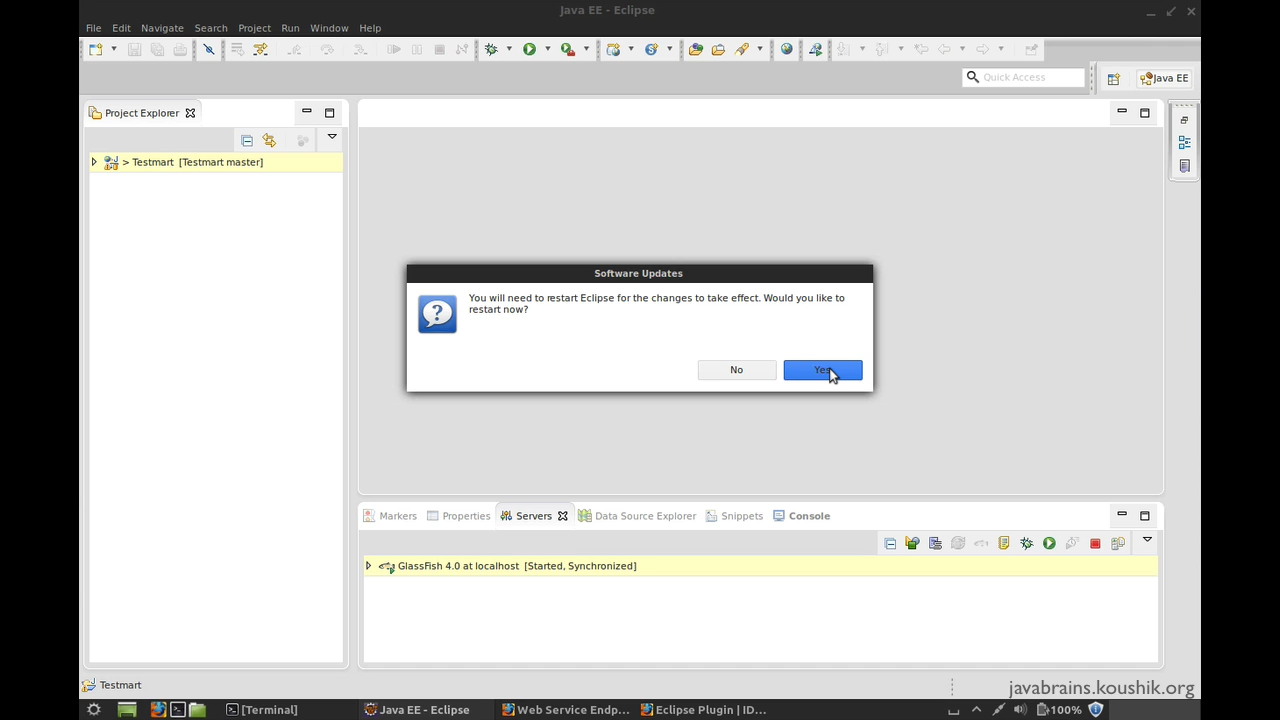 Java EE - Eclipse
File Edit Navigate Search Project Run Window Help
Quick Access
Java EE
Project Explorer
> Testmart [Testmart master]
Software Updates
You will need to restart Eclipse for the changes to take effect. Would you like to
restart now?
No
Yes
Markers Properties Servers Data Source Explorer Snippets Console
GlassFish 4.0 at localhost [Started, Synchronized]
Testmart
javabrains.koushik.org
[Terminal] Java EE - Eclipse Web Service Endp... Eclipse Plugin | ID... 100%